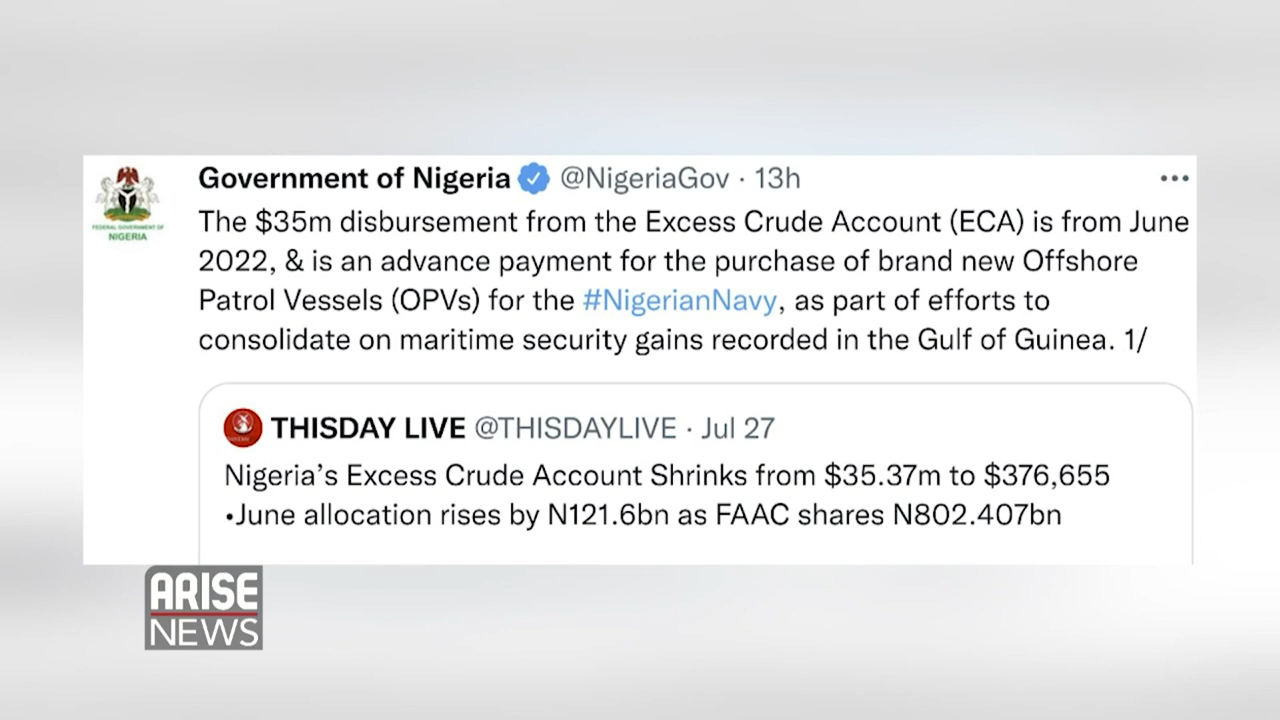 Government of Nigeria @NigeriaGov · 13h
FEDERAL GOVERNMENT OF
NIGERIA
The $35m disbursement from the Excess Crude Account (ECA) is from June
2022, & is an advance payment for the purchase of brand new Offshore
Patrol Vessels (OPVs) for the #NigerianNavy, as part of efforts to
consolidate on maritime security gains recorded in the Gulf of Guinea. 1/
THISDAY LIVE @THISDAYLIVE · Jul 27
Nigeria’s Excess Crude Account Shrinks from $35.37m to $376,655
•June allocation rises by N121.6bn as FAAC shares N802.407bn
ARISE
NEWS